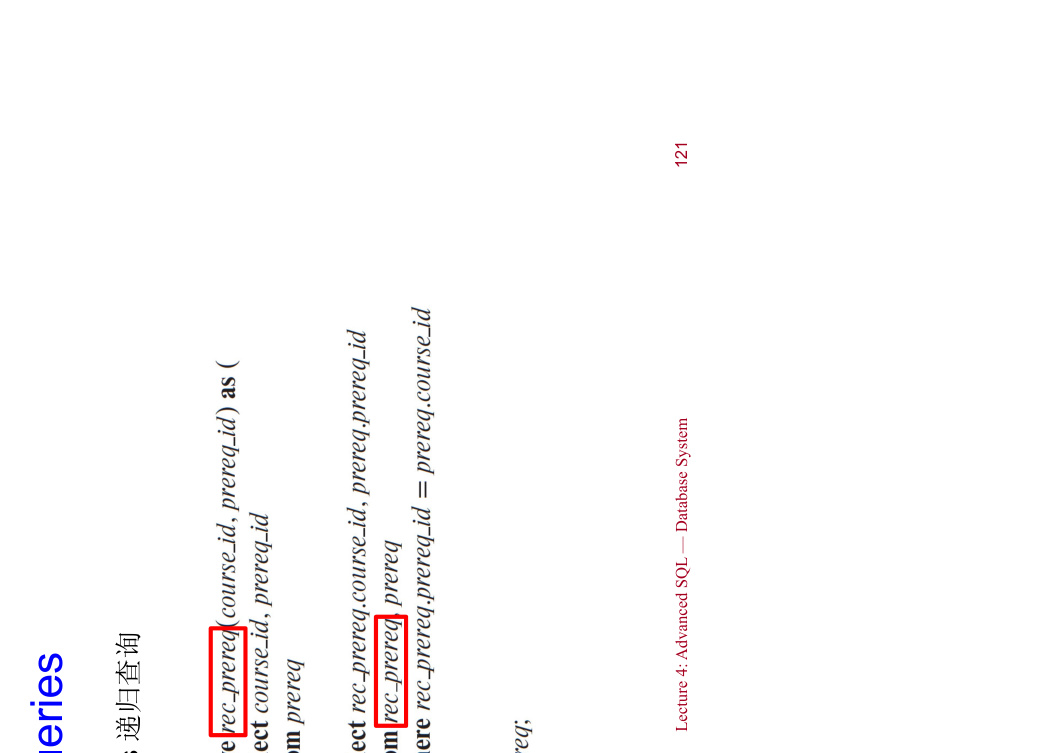 ueries
s 递归查询
re rec_prereq(course_id, prereq_id) as (
ect course_id, prereq_id
om prereq
ect rec_prereq.course_id, prereq.prereq_id
om rec_prereq, prereq
ere rec_prereq.prereq_id = prereq.course_id
req;
Lecture 4: Advanced SQL — Database System
121